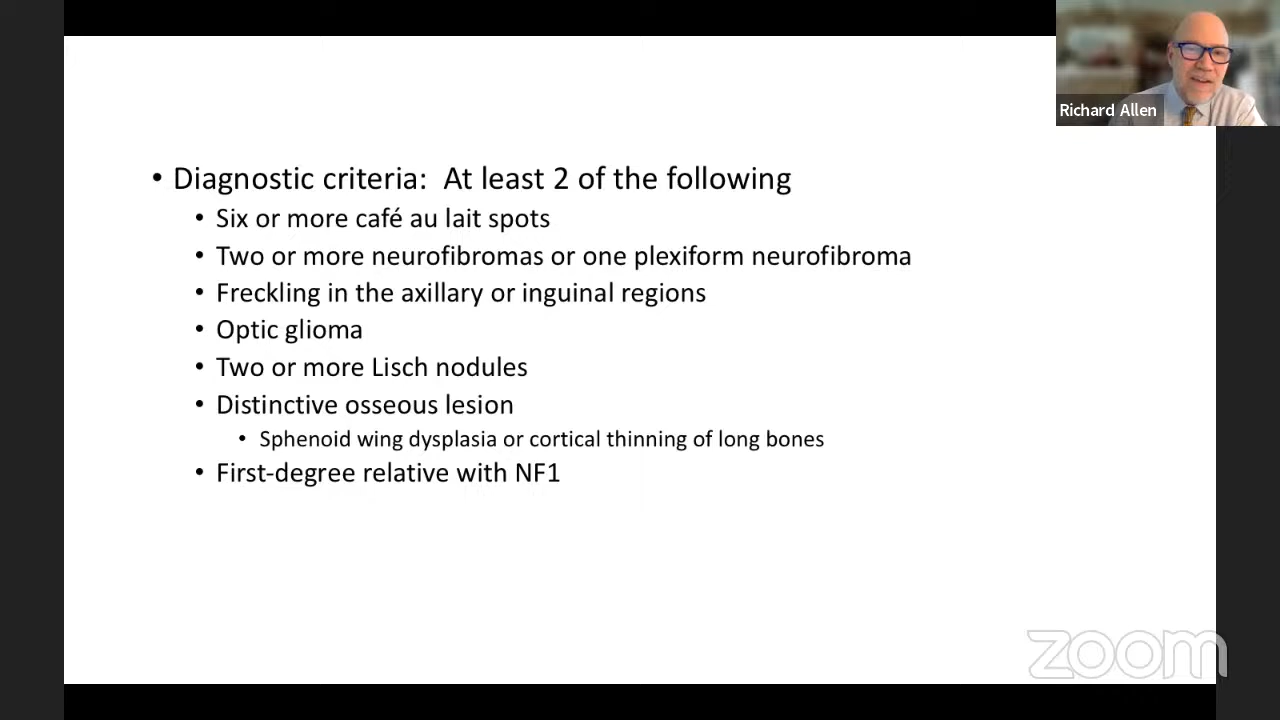 Richard Allen
• Diagnostic criteria:  At least 2 of the following
• Six or more café au lait spots
• Two or more neurofibromas or one plexiform neurofibroma
• Freckling in the axillary or inguinal regions
• Optic glioma
• Two or more Lisch nodules
• Distinctive osseous lesion
• Sphenoid wing dysplasia or cortical thinning of long bones
• First-degree relative with NF1
zoom